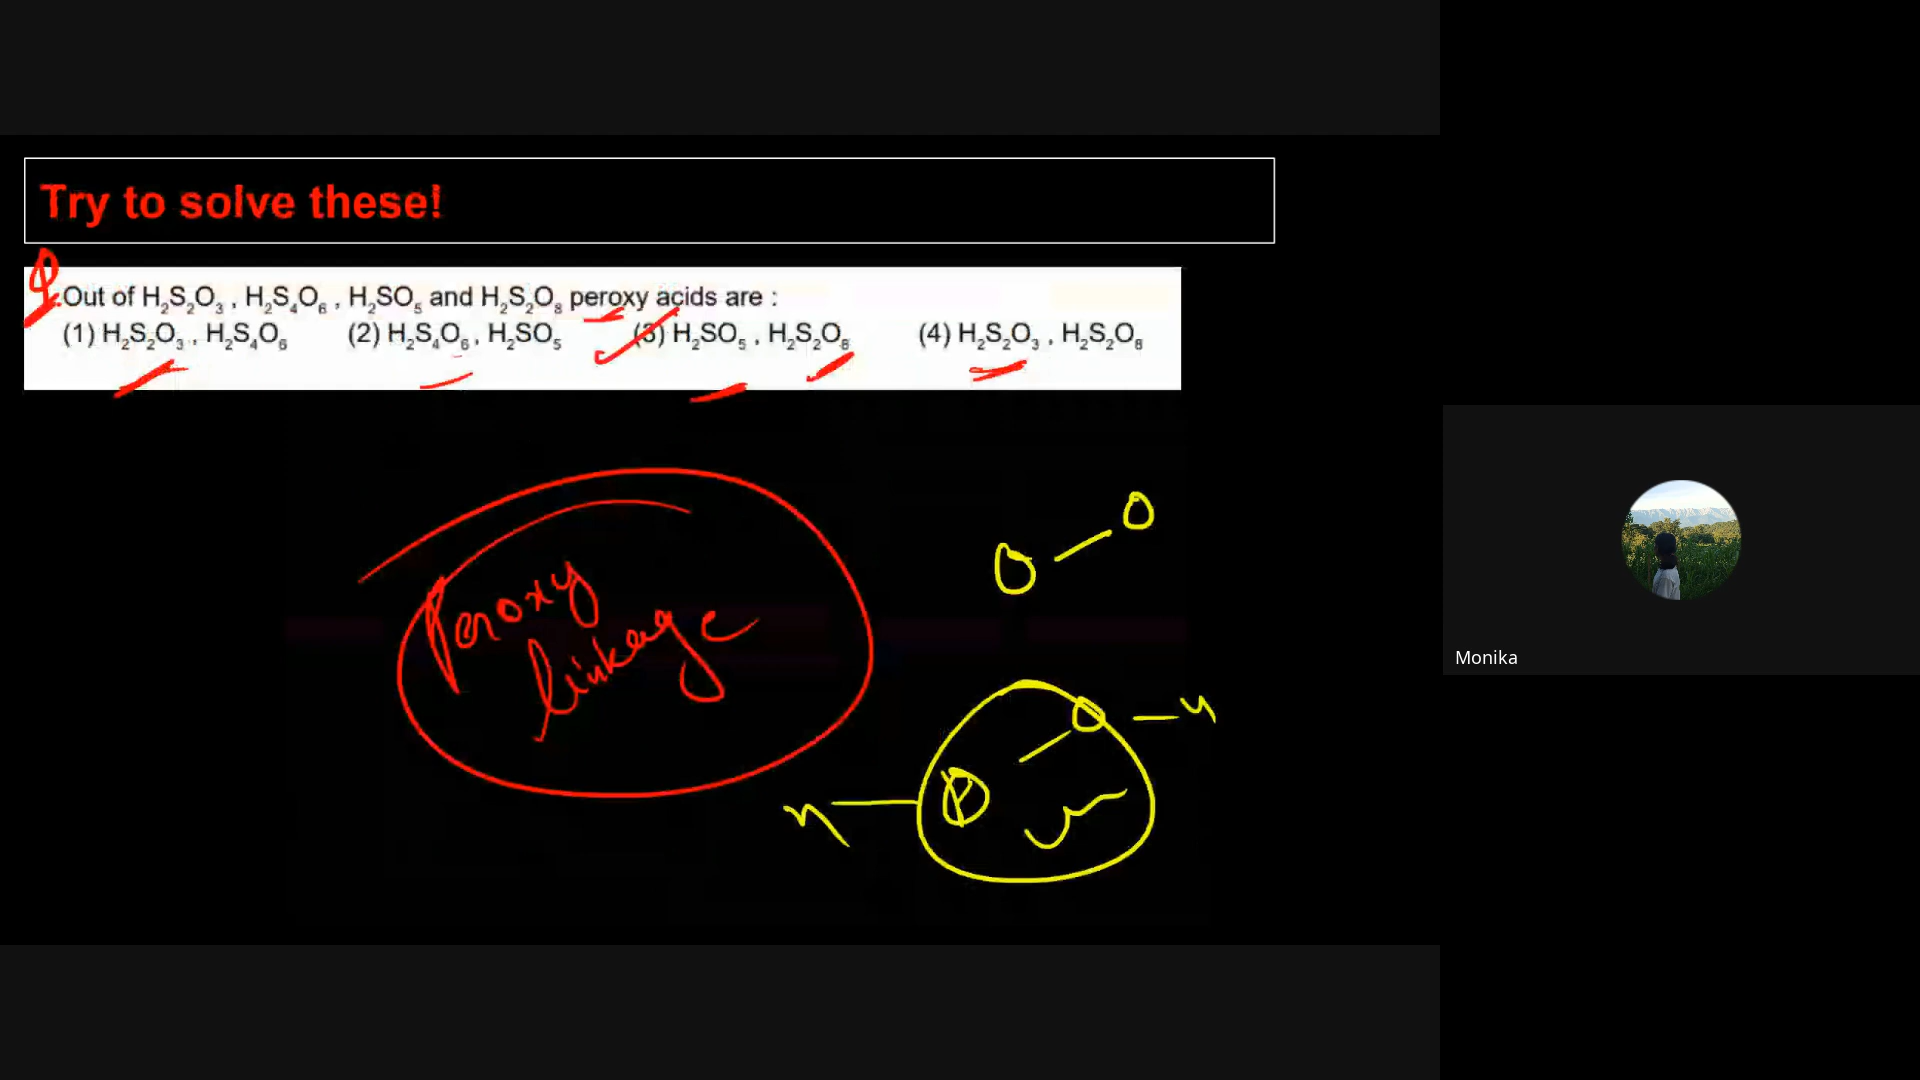 Try to solve these!
Q.Out of H₂S₂O₃ , H₂S₄O₆ , H₂SO₅ and H₂S₂O₈ peroxy acids are :
(1) H₂S₂O₃ , H₂S₄O₆ (2) H₂S₄O₆ , H₂SO₅ (3) H₂SO₅ , H₂S₂O₈ (4) H₂S₂O₃ , H₂S₂O₈
Peroxy
linkage
O — O
O — O
Monika